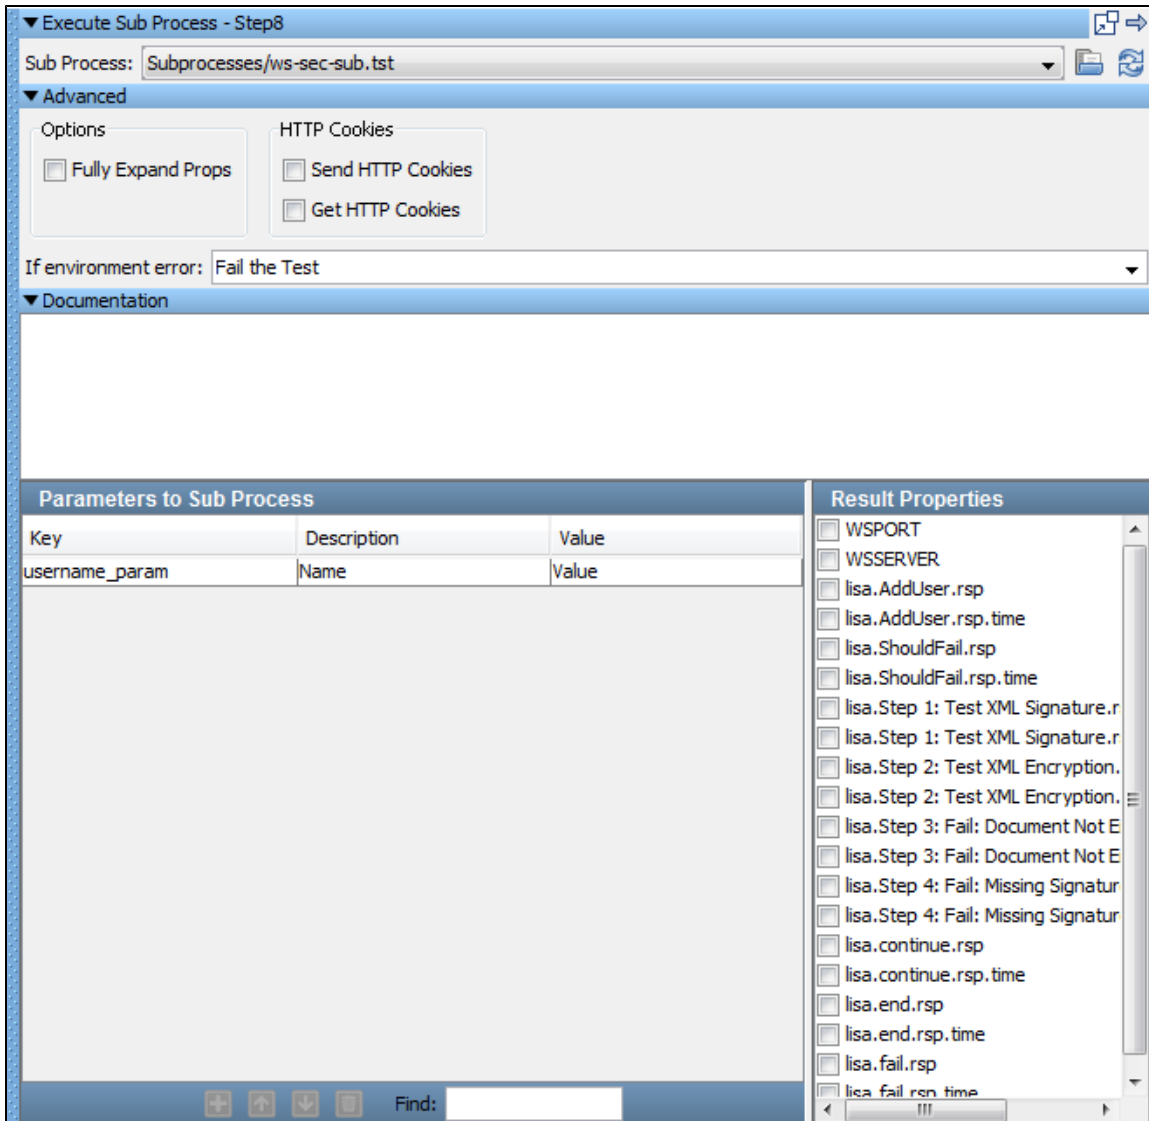 Execute Sub Process - Step8
Sub Process: Subprocesses/ws-sec-sub.tst
Advanced
Options
Fully Expand Props
HTTP Cookies
Send HTTP Cookies
Get HTTP Cookies
If environment error: Fail the Test
Documentation
Parameters to Sub Process
Key Description Value
username_param Name Value
Find:
Result Properties
WSPORT
WSSERVER
lisa.AddUser.rsp
lisa.AddUser.rsp.time
lisa.ShouldFail.rsp
lisa.ShouldFail.rsp.time
lisa.Step 1: Test XML Signature.r
lisa.Step 1: Test XML Signature.r
lisa.Step 2: Test XML Encryption.
lisa.Step 2: Test XML Encryption.
lisa.Step 3: Fail: Document Not E
lisa.Step 3: Fail: Document Not E
lisa.Step 4: Fail: Missing Signatur
lisa.Step 4: Fail: Missing Signatur
lisa.continue.rsp
lisa.continue.rsp.time
lisa.end.rsp
lisa.end.rsp.time
lisa.fail.rsp
lisa.fail.rsp.time